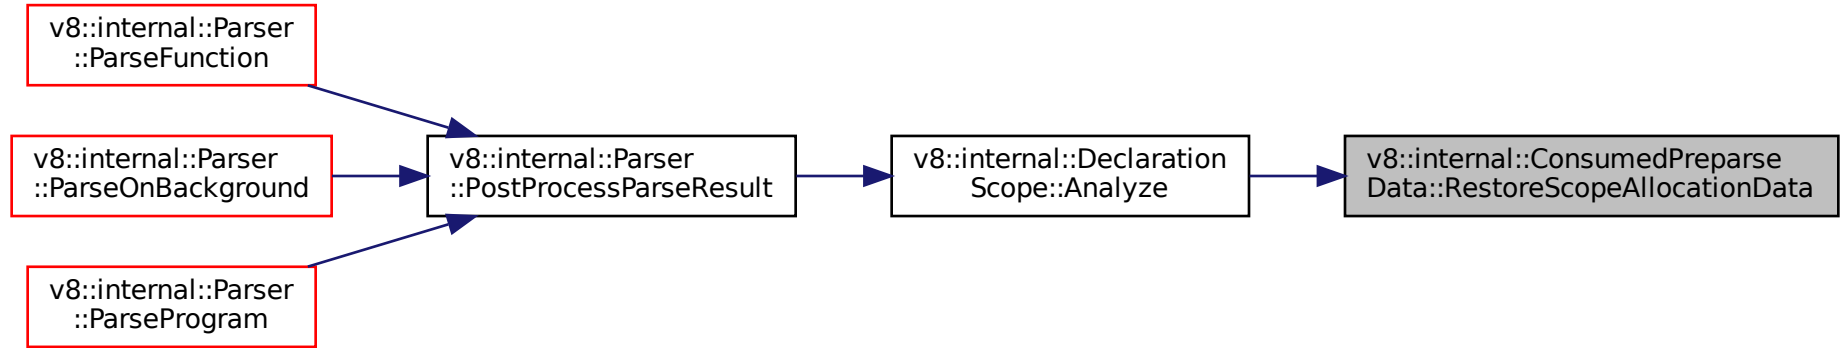 v8::internal::Parser
::ParseFunction
v8::internal::Parser
::ParseOnBackground
v8::internal::Parser
::ParseProgram
v8::internal::Parser
::PostProcessParseResult
v8::internal::Declaration
Scope::Analyze
v8::internal::ConsumedPreparse
Data::RestoreScopeAllocationData